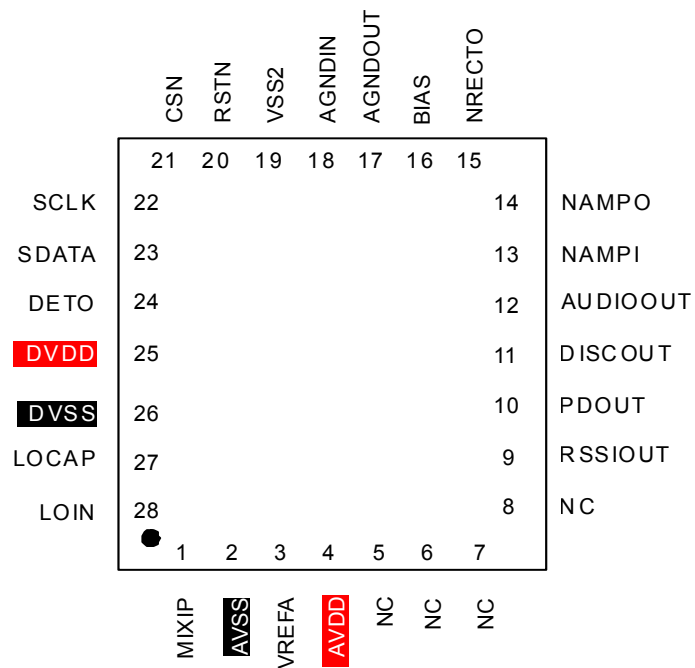 CSN RSTN VSS2 AGNDIN AGNDOUT BIAS NRECTO
21 20 19 18 17 16 15
SCLK 22 14 NAMPO
SDATA 23 13 NAMPI
DETO 24 12 AUDIOOUT
DVDD 25 11 DISCOUT
DVSS 26 10 PDOUT
LOCAP 27 9 RSSIOUT
LOIN 28 8 NC
1 2 3 4 5 6 7
MIXIP AVSS VREFA AVDD NC NC NC